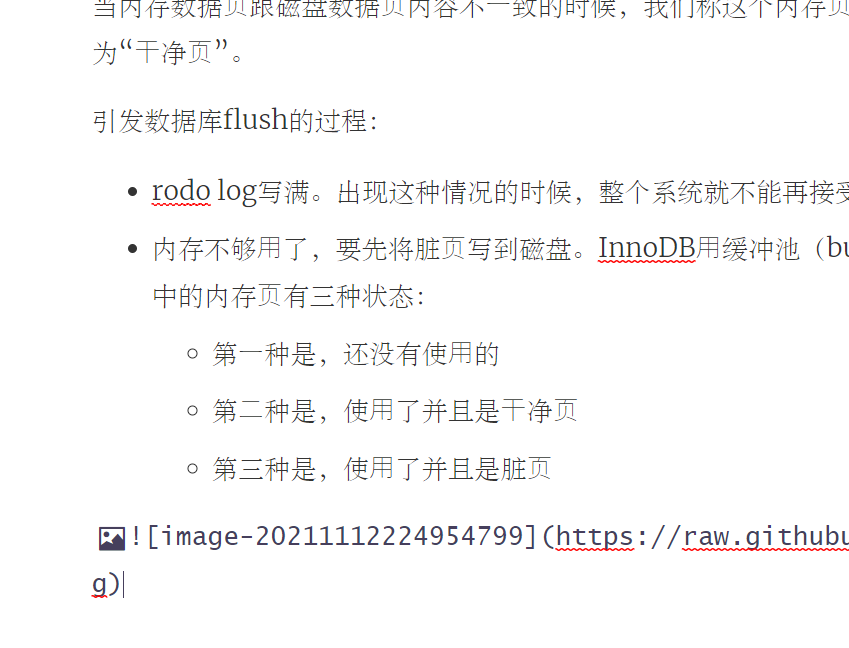 当内存数据页跟磁盘数据页内容不一致的时候，我们称这个内存页
为“干净页”。
引发数据库flush的过程：
rodo log写满。出现这种情况的时候，整个系统就不能再接受
内存不够用了，要先将脏页写到磁盘。InnoDB用缓冲池（bu
中的内存页有三种状态：
第一种是，还没有使用的
第二种是，使用了并且是干净页
第三种是，使用了并且是脏页
![image-20211112224954799](https://raw.githubu
g)